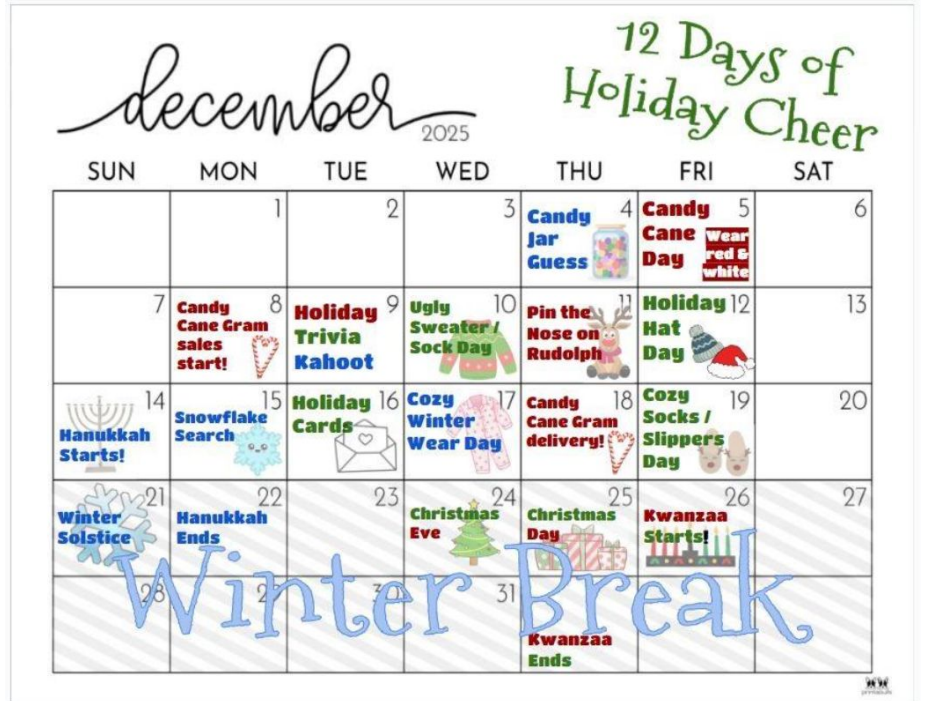 12 Days of
Holiday Cheer
december
2025
SUN MON TUE WED THU FRI SAT
1 2 3 4 5 6
Candy
Jar
Guess
Candy
Cane
Day
Wear
red &
white
7 8 9 10 11 12 13
Candy
Cane Gram
sales
start!
Holiday
Trivia
Kahoot
Ugly
Sweater /
Sock Day
Pin the
Nose on
Rudolph
Holiday
Hat
Day
14 15 16 17 18 19 20
Hanukkah
Starts!
Snowflake
Search
Holiday
Cards
Cozy
Winter
Wear Day
Candy
Cane Gram
delivery!
Cozy
Socks /
Slippers
Day
21 22 23 24 25 26 27
Winter
Solstice
Hanukkah
Ends
Christmas
Eve
Christmas
Day
Kwanzaa
Starts!
Winter Break
28 29 30 31
Kwanzaa
Ends